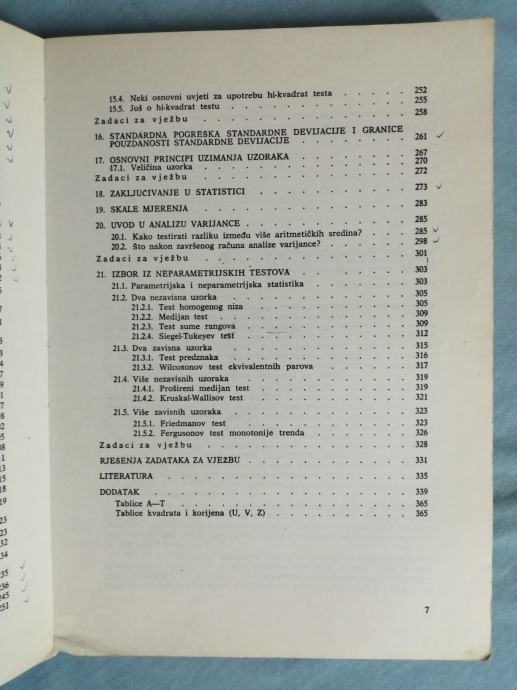 15.4. Neki osnovni uvjeti za upotrebu hi-kvadrat testa . . . . . 252
15.5. Još o hi-kvadrat testu . . . . . . . . . . . . 255
Zadaci za vježbu . . . . . . . . . . . . . . 258
16. STANDARDNA POGREŠKA STANDARDNE DEVIJACIJE I GRANICE
POUZDANOSTI STANDARDNE DEVIJACIJE . . . . . . . . 261
17. OSNOVNI PRINCIPI UZIMANJA UZORAKA . . . . . . . . 267
17.1. Veličina uzorka . . . . . . . . . . . . . 270
Zadaci za vježbu . . . . . . . . . . . . . . 272
18. ZAKLJUČIVANJE U STATISTICI . . . . . . . . . . 273
19. SKALE MJERENJA . . . . . . . . . . . . . 283
20. UVOD U ANALIZU VARIJANCE . . . . . . . . . . 285
20.1. Kako testirati razliku između više aritmetičkih sredina? . . . . 285
20.2. Što nakon završenog računa analize varijance? . . . . . . 298
Zadaci za vježbu . . . . . . . . . . . . . . 301
21. IZBOR IZ NEPARAMETRIJSKIH TESTOVA . . . . . . . . 303
21.1. Parametrijska i neparametrijska statistika . . . . . . . 303
21.2. Dva nezavisna uzorka . . . . . . . . . . . 305
21.2.1. Test homogenog niza . . . . . . . . . . 305
21.2.2. Medijan test . . . . . . . . . . . . 309
21.2.3. Test sume rangova . . . . . . . . . . . 309
21.2.4. Siegel-Tukeyev test . . . . . . . . . . . 312
21.3. Dva zavisna uzorka . . . . . . . . . . . . 315
21.3.1. Test predznaka . . . . . . . . . . . . 316
21.3.2. Wilcoxonov test ekvivalentnih parova . . . . . . . 317
21.4. Više nezavisnih uzoraka . . . . . . . . . . . 319
21.4.1. Prošireni medijan test . . . . . . . . . . 319
21.4.2. Kruskal-Wallisov test . . . . . . . . . . 321
21.5. Više zavisnih uzoraka . . . . . . . . . . . 323
21.5.1. Friedmanov test . . . . . . . . . . . 323
21.5.2. Fergusonov test monotonije trenda . . . . . . . 326
Zadaci za vježbu . . . . . . . . . . . . . . 328
RJEŠENJA ZADATAKA ZA VJEŽBU . . . . . . . . . . 331
LITERATURA . . . . . . . . . . . . . . . 335
DODATAK . . . . . . . . . . . . . . . . 339
Tablice A—T . . . . . . . . . . . . . . 365
Tablice kvadrata i korijena (U, V, Z) . . . . . . . . . 365
7